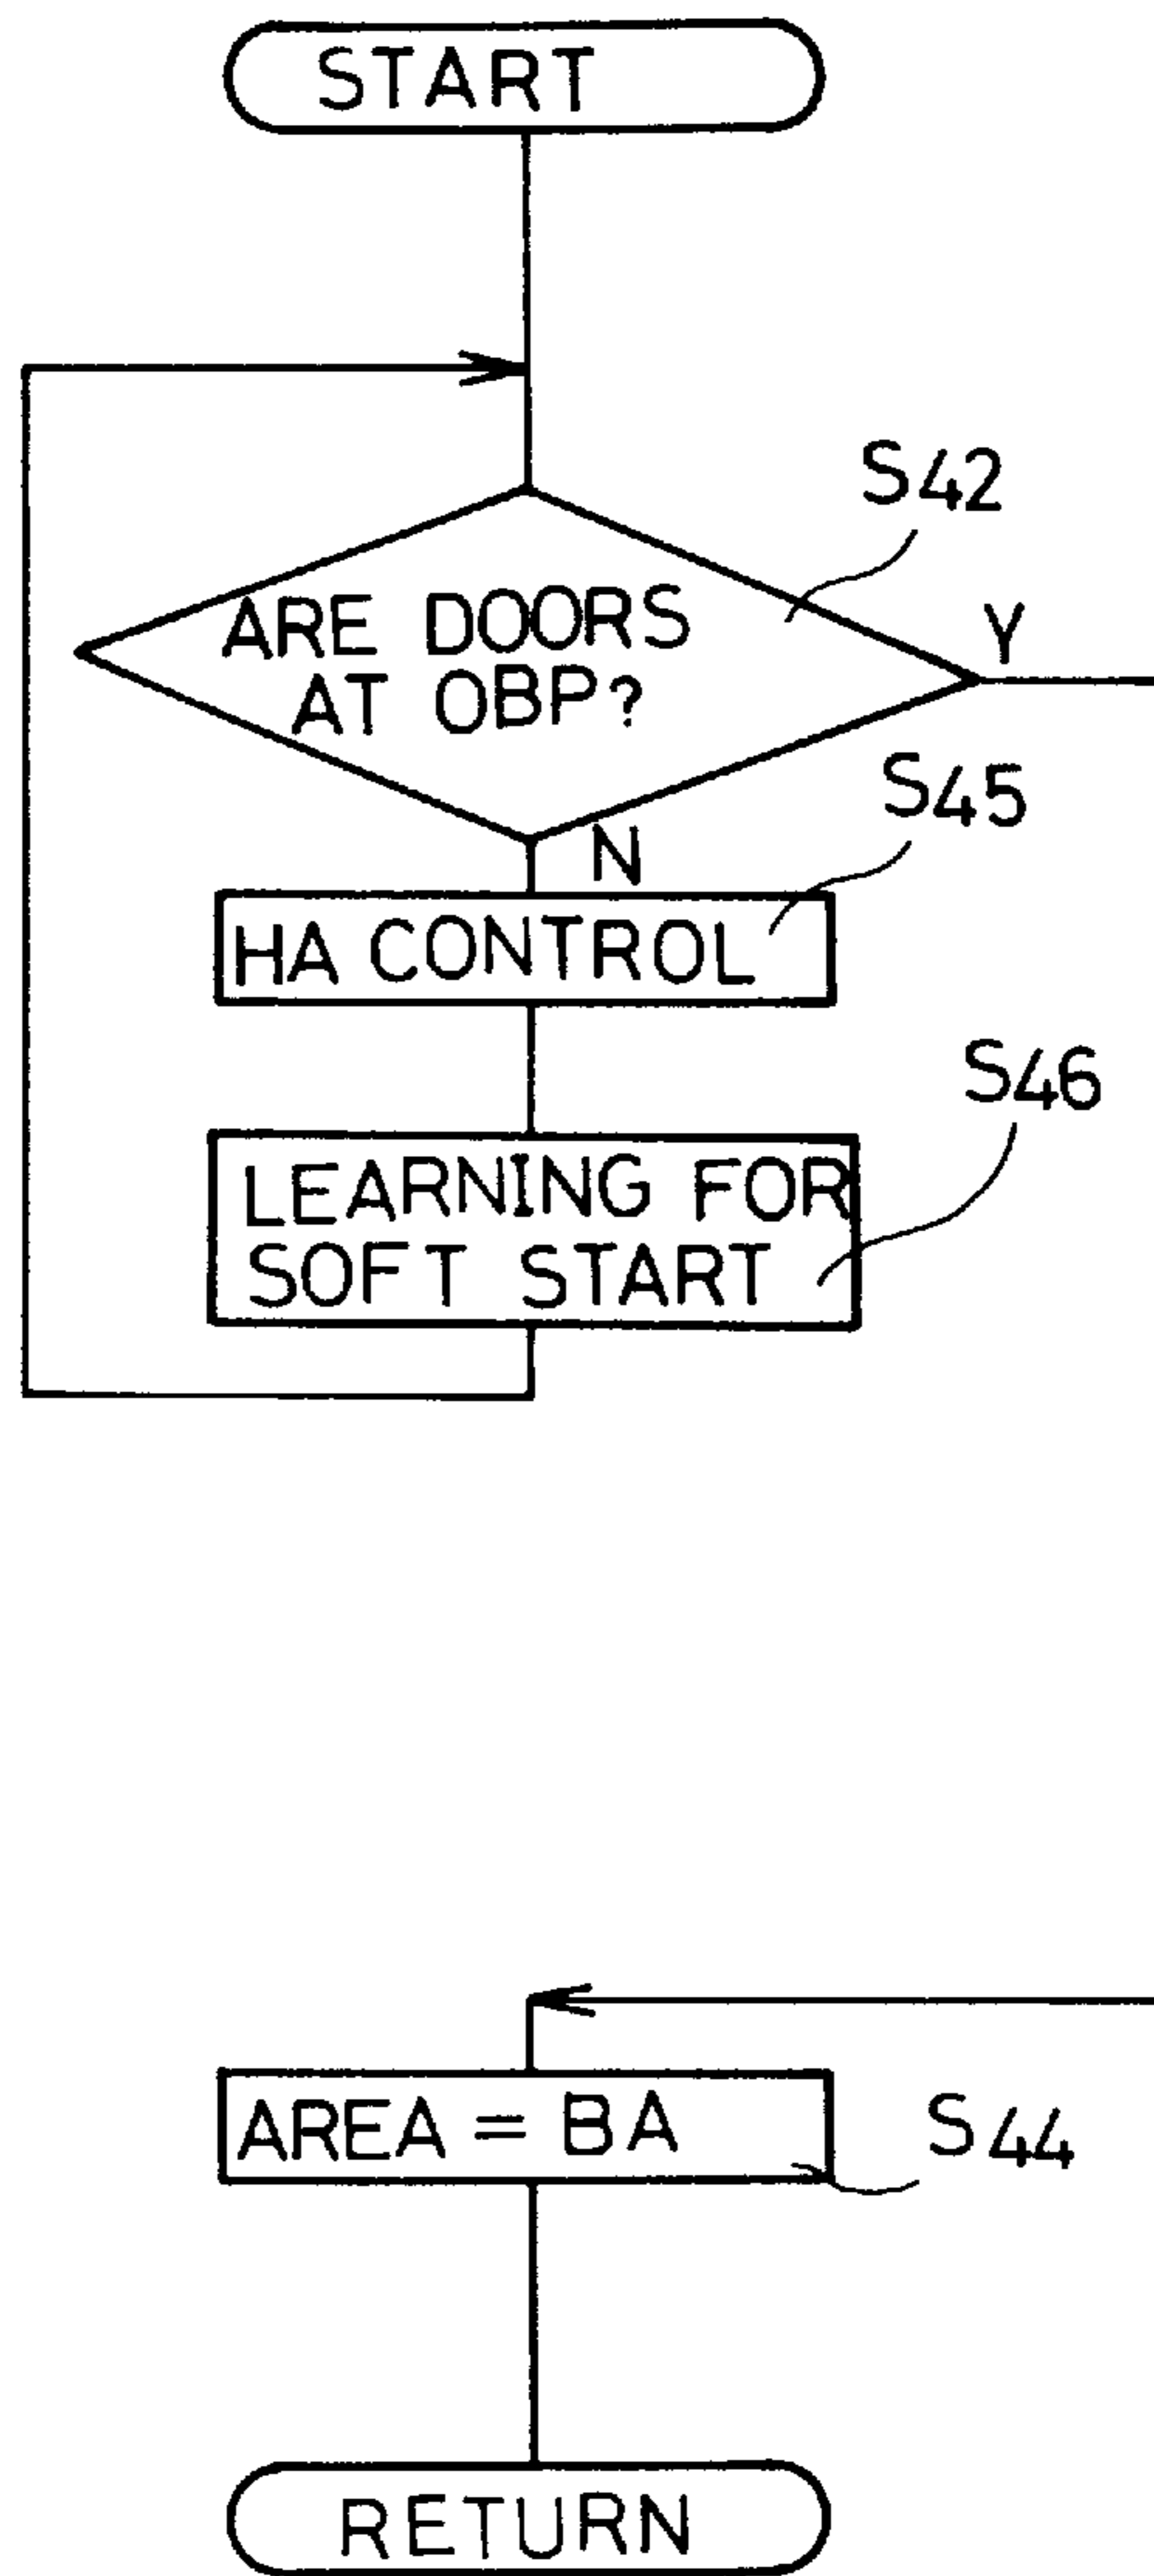 START
S42
ARE DOORS
AT OBP?
Y
N
S45
HA CONTROL
S46
LEARNING FOR
SOFT START
AREA = BA
S44
RETURN